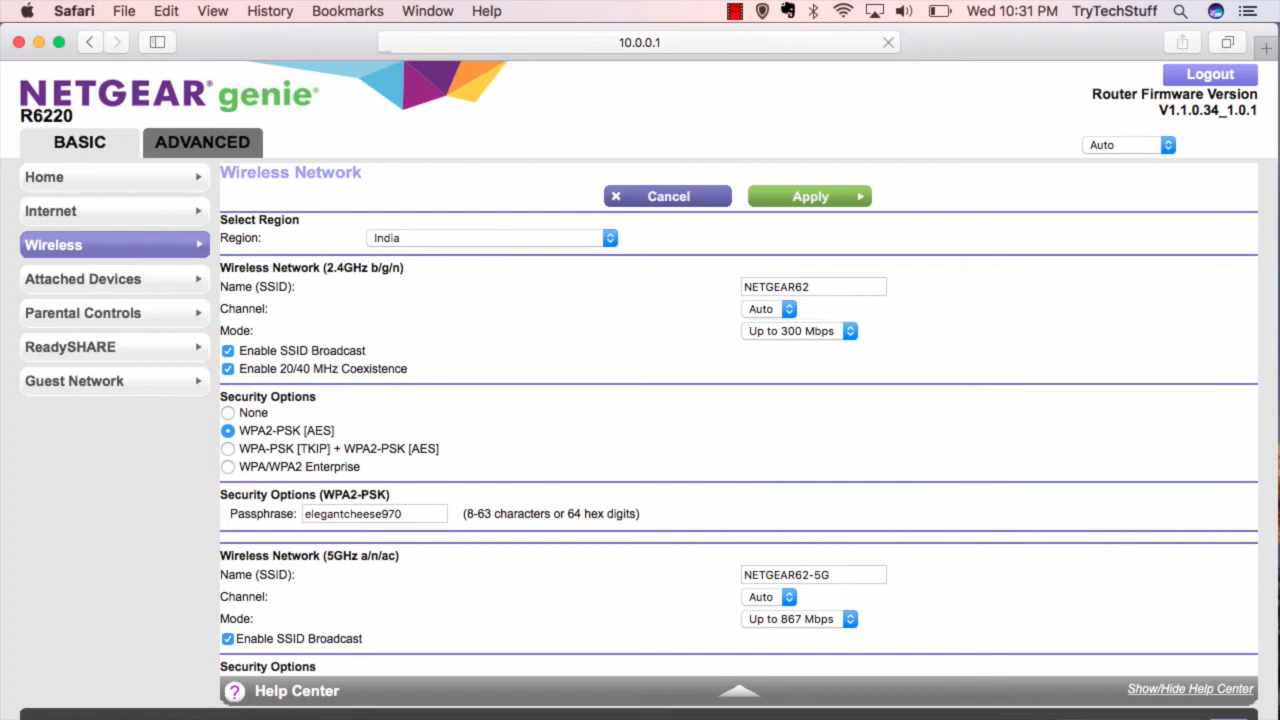 Safari File Edit View History Bookmarks Window Help Wed 10:31 PM TryTechStuff
10.0.0.1
NETGEAR® genie®
R6220
Logout
Router Firmware Version
V1.1.0.34_1.0.1
BASIC ADVANCED
Auto
Home
Internet
Wireless
Attached Devices
Parental Controls
ReadySHARE
Guest Network
Wireless Network
Cancel Apply
Select Region
Region: India
Wireless Network (2.4GHz b/g/n)
Name (SSID): NETGEAR62
Channel: Auto
Mode: Up to 300 Mbps
Enable SSID Broadcast
Enable 20/40 MHz Coexistence
Security Options
None
WPA2-PSK [AES]
WPA-PSK [TKIP] + WPA2-PSK [AES]
WPA/WPA2 Enterprise
Security Options (WPA2-PSK)
Passphrase: elegantcheese970 (8-63 characters or 64 hex digits)
Wireless Network (5GHz a/n/ac)
Name (SSID): NETGEAR62-5G
Channel: Auto
Mode: Up to 867 Mbps
Enable SSID Broadcast
Security Options
? Help Center Show/Hide Help Center